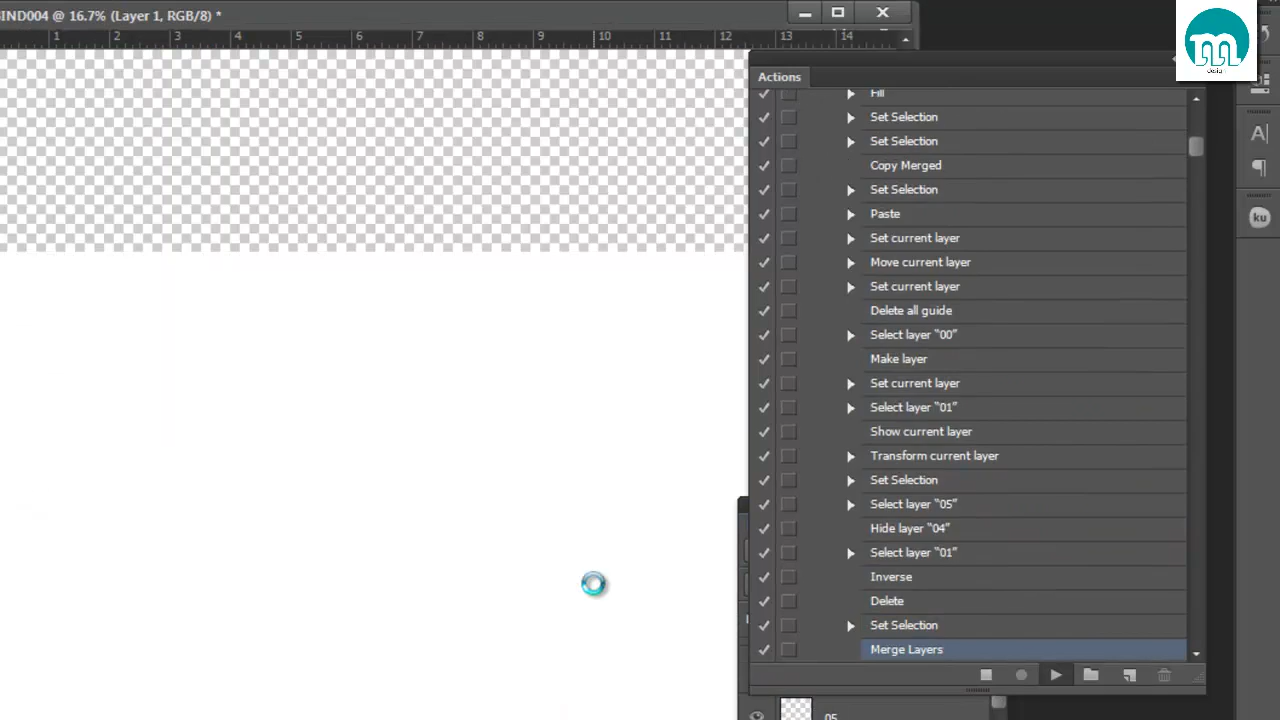 IND004 @ 16.7% (Layer 1, RGB/8) *
1 2 3 4 5 6 7 8 9 10 11 12 13 14
m
design
Actions
Fill
Set Selection
Set Selection
Copy Merged
Set Selection
Paste
Set current layer
Move current layer
Set current layer
Delete all guide
Select layer "00"
Make layer
Set current layer
Select layer "01"
Show current layer
Transform current layer
Set Selection
Select layer "05"
Hide layer "04"
Select layer "01"
Inverse
Delete
Set Selection
Merge Layers
A
ku
05